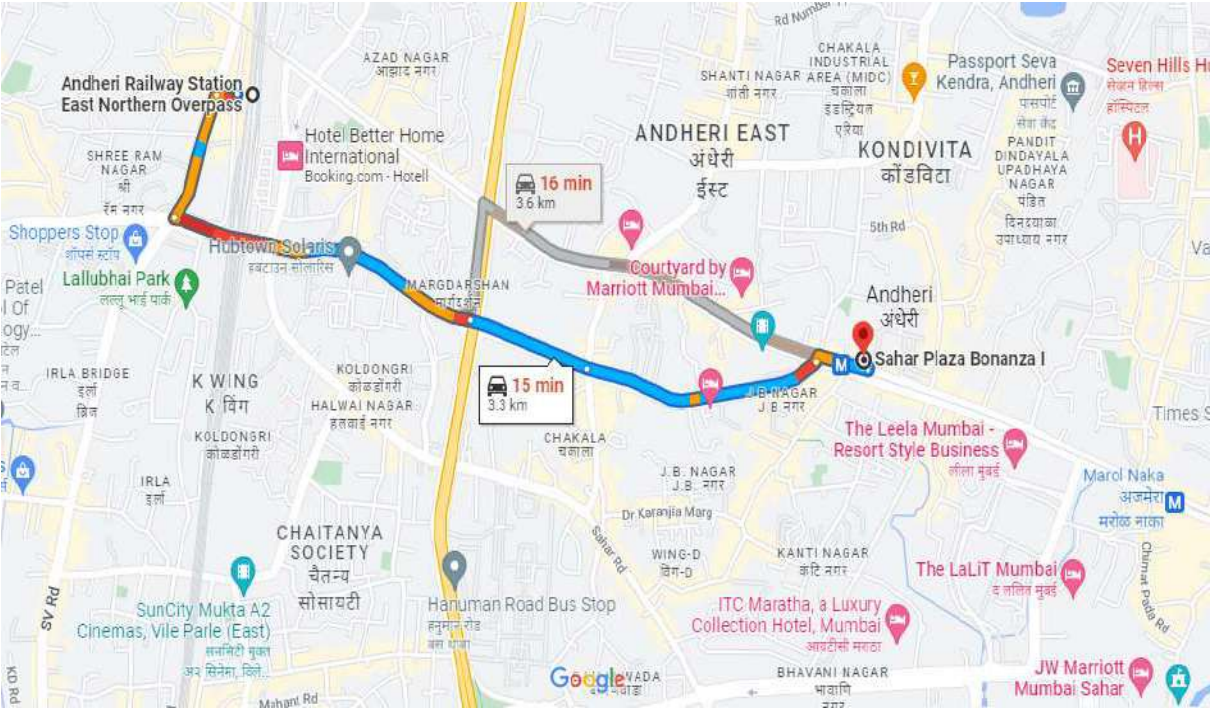 Rd Number
AZAD NAGAR
आझाद नगर
Andheri Railway Station
East Northern Overpass
SHREE RAM
NAGAR
श्री
रॅम नगर
Hotel Better Home
International
Booking.com - Hotell
16 min
3.6 km
SHANTI NAGAR
शांती नगर
CHAKALA
INDUSTRIAL
AREA (MIDC)
चकाला
इंडस्ट्रियल
एरिया
Passport Seva
Kendra, Andheri
पासपोर्ट
सेवा केंद्र
Seven Hills
सेव्हन हिल्स
हॉस्पिटल
H
ANDHERI EAST
अंधेरी
ईस्ट
KONDIVITA
कोंडविटा
PANDIT
DINDAYALA
UPADHAYA
NAGAR
पंडित
दिनदयाळा
उपाध्याय नगर
5th Rd
Shoppers Stop
शॉपर्स स्टॉप
Hubtown Solaris
हबटाउन सोलारिस
Lallubhai Park
लल्लू भाई पार्क
Patel
Of
ogy...
MARGDARSHAN
मार्गदर्शन
Courtyard by
Marriott Mumbai...
Andheri
अंधेरी
M
Sahar Plaza Bonanza I
15 min
3.3 km
IRLA BRIDGE
इर्ला
ब्रिज
K WING
K विंग
KOLDONGRI
कोळडोंगरी
HALWAI NAGAR
हलवाई नगर
J B NAGAR
J B नगर
Times
KOLDONGRI
कोळडोंगरी
CHAKALA
चकाला
The Leela Mumbai -
Resort Style Business
लीला मुंबई
IRLA
इर्ला
J.B. NAGAR
J.B. नगर
Marol Naka
अजमेरा
मरोळ नाका
M
Dr Karanjia Marg
CHAITANYA
SOCIETY
चैतन्य
सोसायटी
Sahar Rd
WING-D
विंग-D
KANTI NAGAR
कंटि नगर
The LaLiT Mumbai
द ललित मुंबई
Chimat Pada Rd
SV Rd
SunCity Mukta A2
Cinemas, Vile Parle (East)
सनसिटी मुक्ता
अ२ सिनेमा, विले...
Hanuman Road Bus Stop
हनुमान रोड
बस थांबा
ITC Maratha, a Luxury
Collection Hotel, Mumbai
आयटीसी मराठा
KD Rd
Mahant Rd
Google
WADA
BHAVANI NAGAR
भावाणि
नगर
JW Marriott
Mumbai Sahar